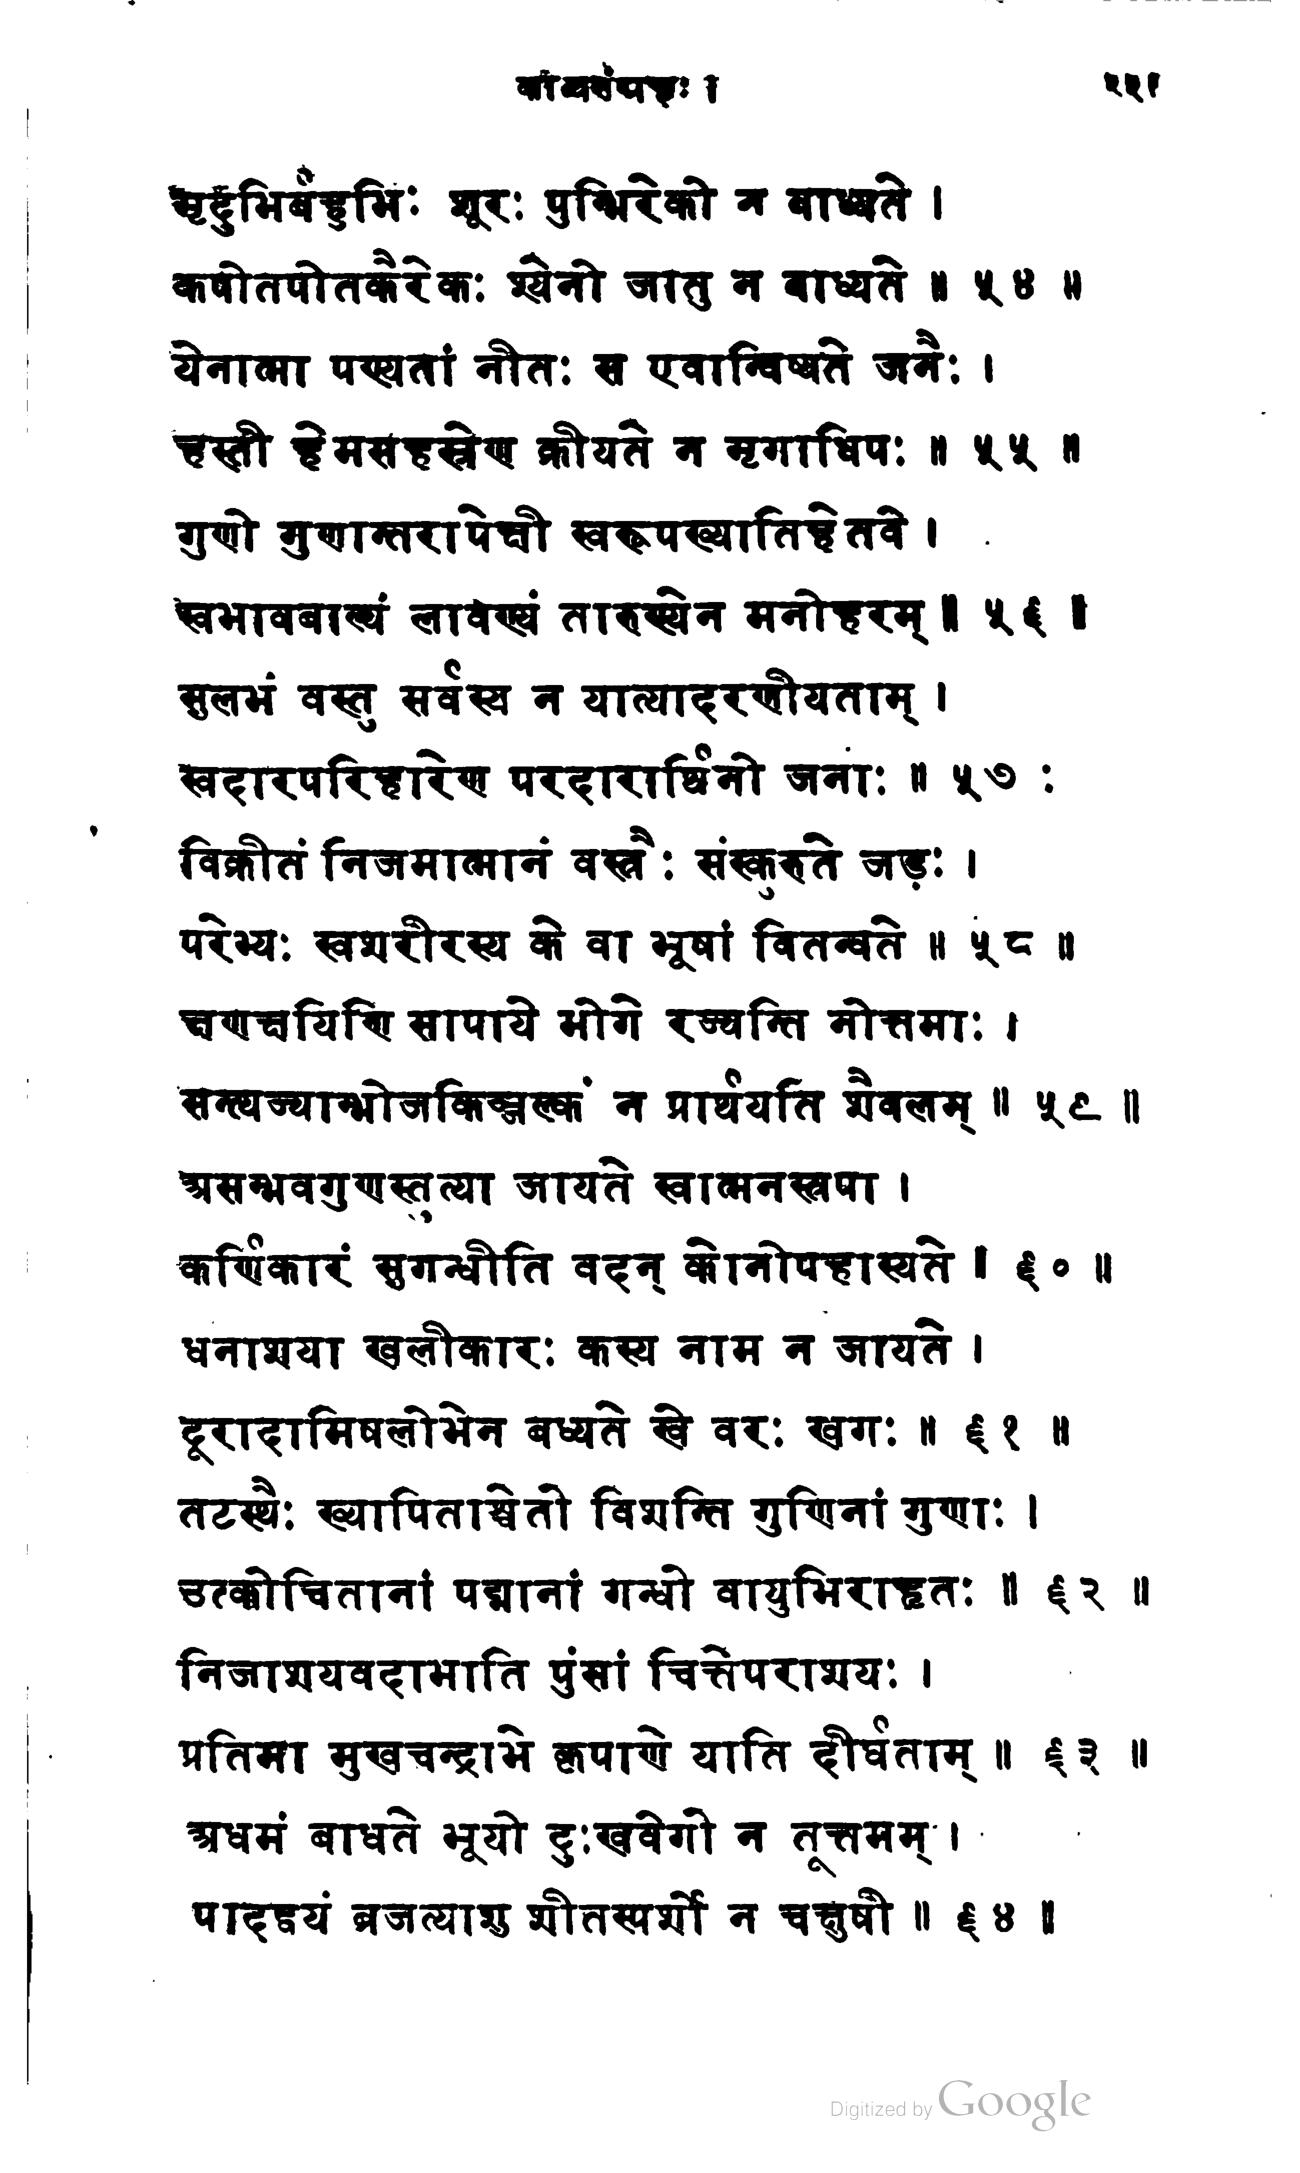 काव्यसंग्रहः । ५५१
मृदुभिर्बहुभिः शूरः पुम्भिरेको न बाध्यते ।
कपोतपोतकैरेकः श्येनो जातु न बाध्यते ॥ ५४ ॥
येनात्मा पण्यतां नीतः स एवान्विष्यते जनैः ।
हस्ती हेमसहस्रेण क्रीयते न मृगाधिपः ॥ ५५ ॥
गुणो गुणान्तरापेक्षी स्वरूपख्यातिहेतवे ।
स्वभावबाल्यं लावण्यं तारुण्येन मनोहरम् ॥ ५६ ॥
सुलभं वस्तु सर्वस्य न यात्यादरणीयताम् ।
स्वदारपरिहारेण परदारार्थिनो जनाः ॥ ५७ :
विक्रीतं निजमात्मानं वस्त्रैः संस्कुरुते जडः ।
परेभ्यः स्वशरीरस्य के वा भूषां वितन्वते ॥ ५८ ॥
क्षणक्षयिणि सापाये भोगे रज्यन्ति नोत्तमाः ।
सन्त्यज्याम्भोजकिञ्जल्कं न प्रार्थयति शैवलम् ॥ ५९ ॥
असम्भवगुणस्तुत्या जायते स्वात्मनस्त्रपा ।
कर्णिकारं सुगन्धीति वदन् कोनोपहास्यते ॥ ६० ॥
धनाशया खलीकारः कस्य नाम न जायते ।
दूरादामिषलोभेन बध्यते खे वरः खगः ॥ ६१ ॥
तटस्थैः ख्यापिताश्चेतो विशन्ति गुणिनां गुणाः ।
उत्कोचितानां पद्मानां गन्धो वायुभिराहृतः ॥ ६२ ॥
निजाशयवदाभाति पुंसां चित्तेपराशयः ।
प्रतिमा मुखचन्द्राभे कृपाणे याति दीर्घताम् ॥ ६३ ॥
अधमं बाधते भूयो दुःखवेगो न तूत्तमम् ।
पादद्वयं व्रजत्याशु शीतस्पर्शो न चक्षुषी ॥ ६४ ॥
Digitized by Google